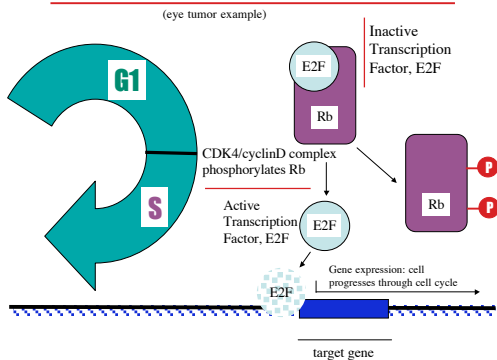 (eye tumor example)
Inactive
Transcription
Factor, E2F
E2F
G1
Rb
CDK4/cyclinD complex
phosphorylates Rb
P
S
Rb
P
Active
Transcription
Factor, E2F
E2F
Gene expression: cell
progresses through cell cycle
E2F
target gene